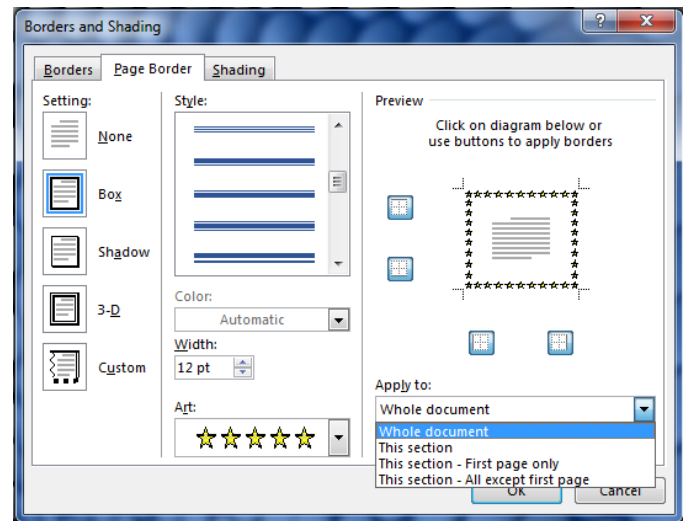 Borders and Shading
?
X
Borders
Page Border
Shading
Setting:
None
Box
Shadow
3-D
Custom
Style:
Color:
Automatic
Width:
12 pt
Art:
Preview
Click on diagram below or
use buttons to apply borders
Apply to:
Whole document
Whole document
This section
This section - First page only
This section - All except first page
OK
Cancel